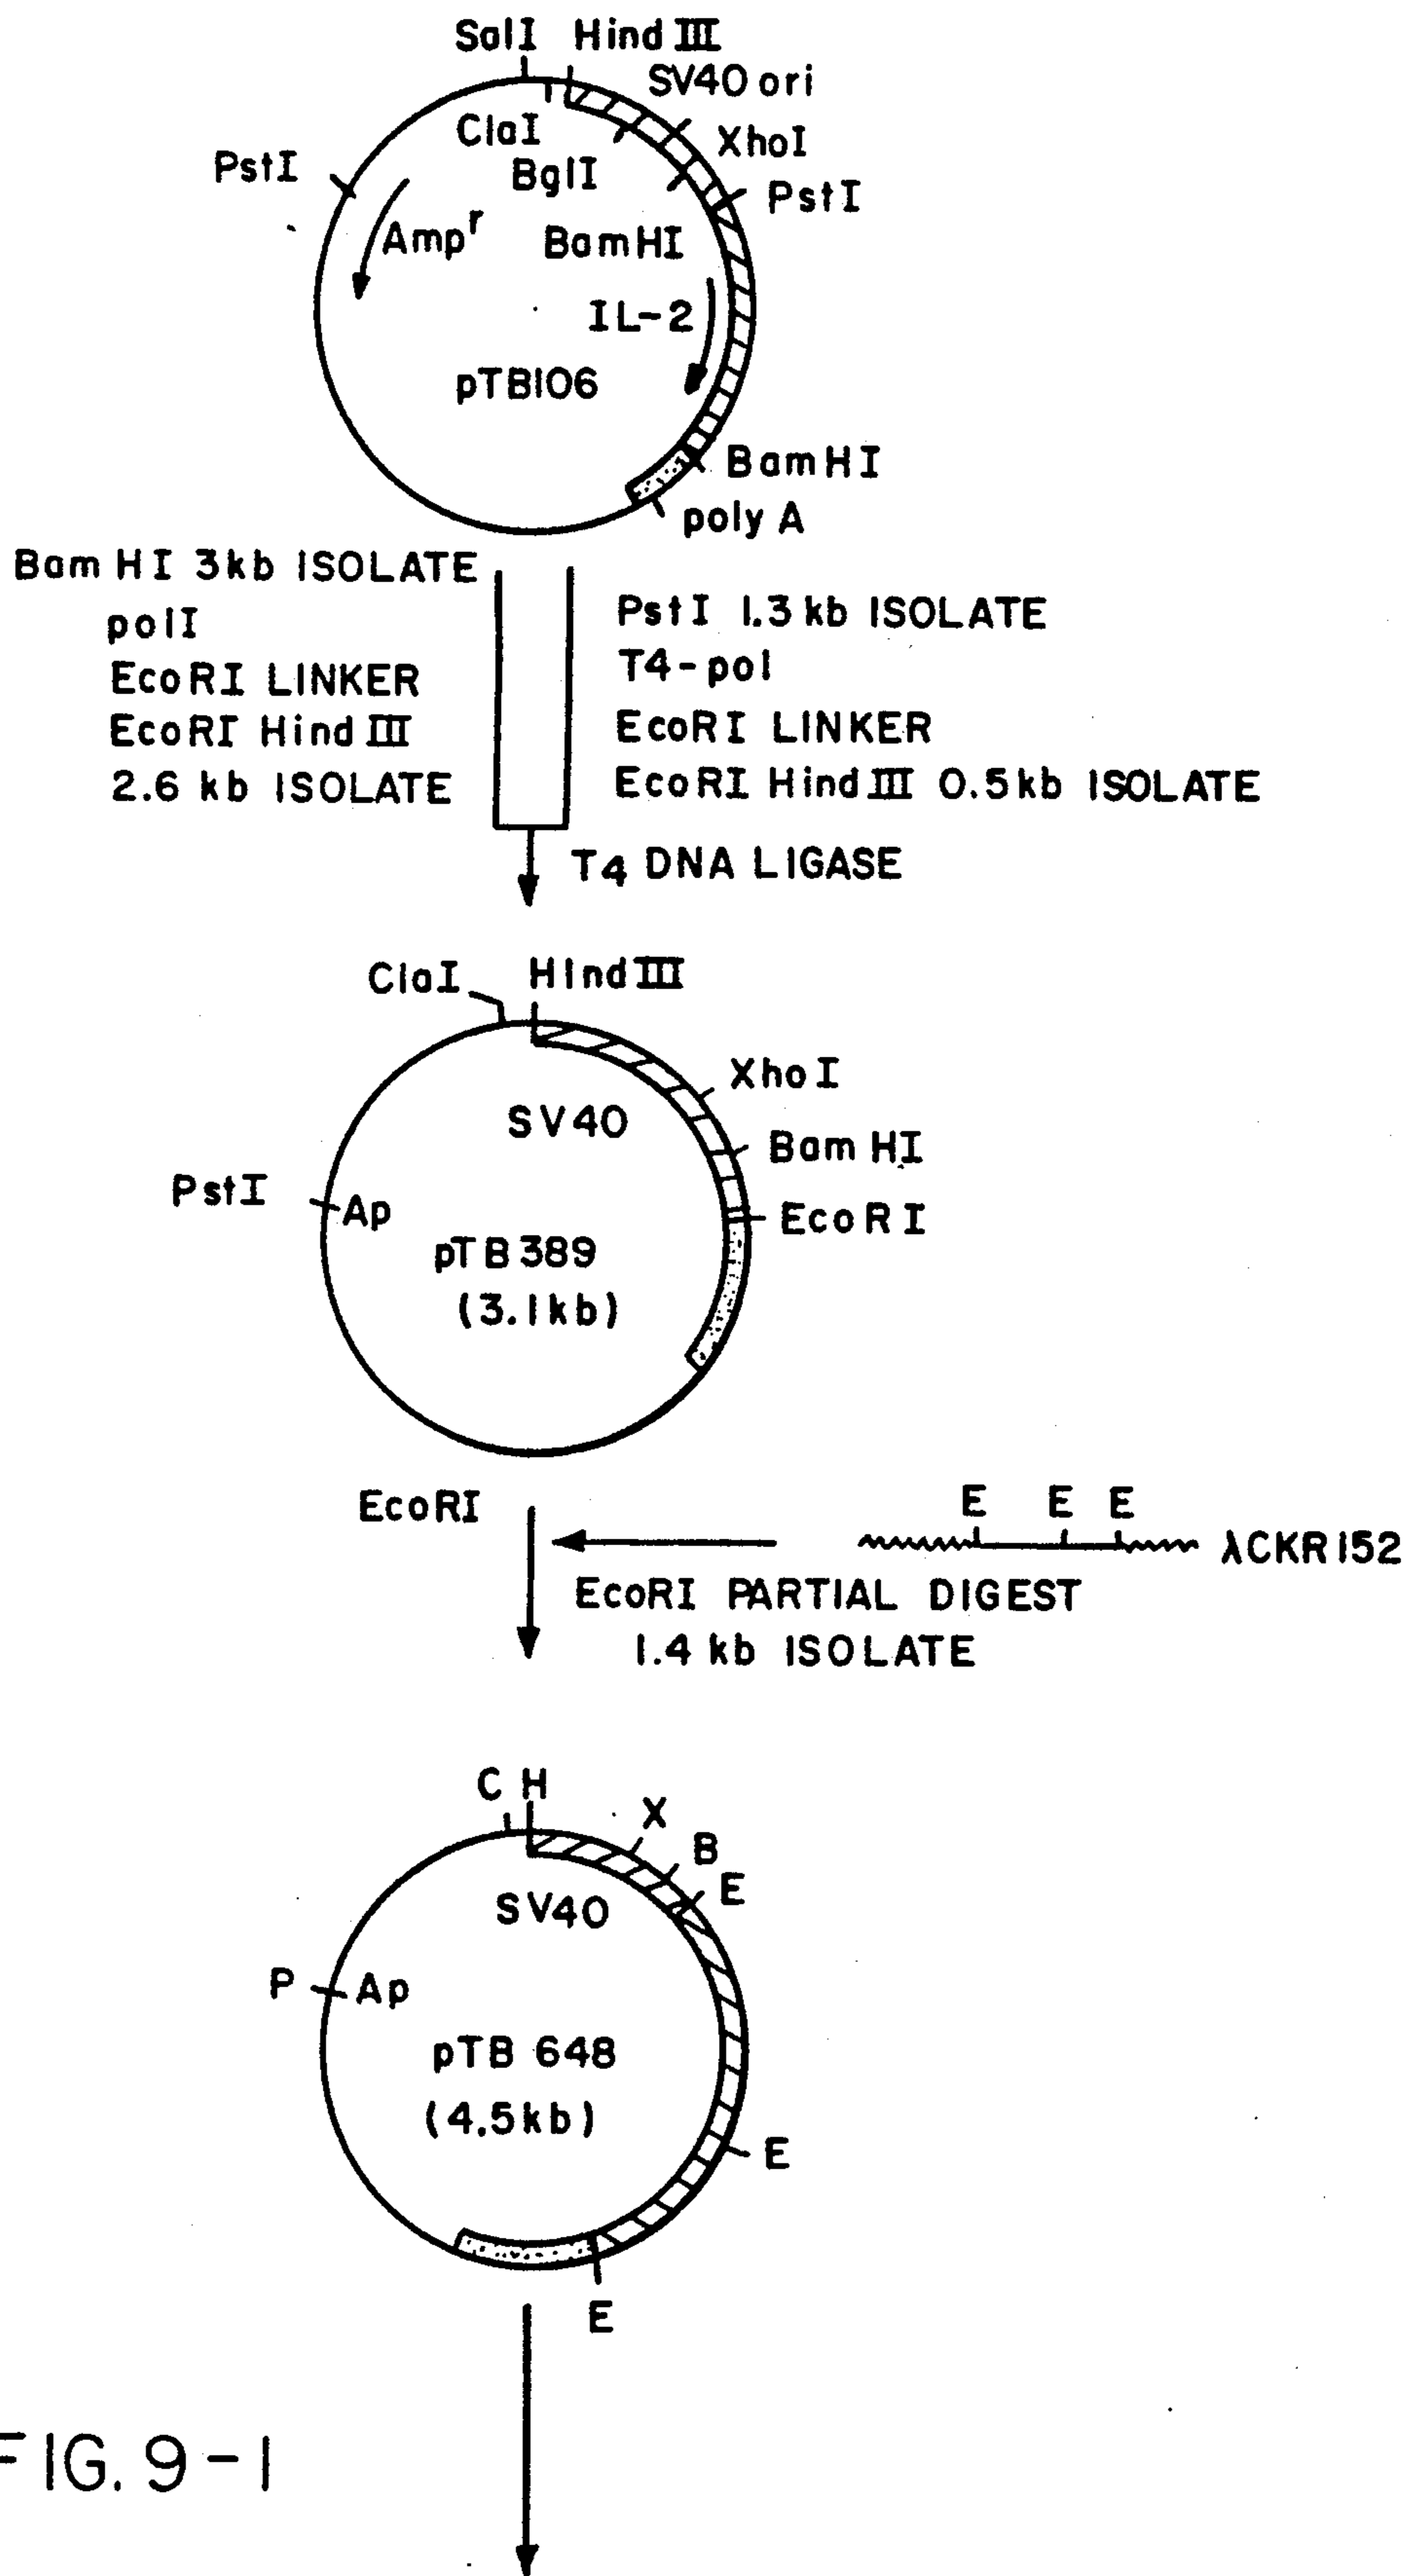 SalI HindIII
SV40 ori
ClaI
XhoI
PstI
BglI
PstI
Ampʳ
BamHI
IL-2
pTB106
BamHI
poly A
BamHI 3kb ISOLATE
polI
EcoRI LINKER
EcoRI HindIII
2.6 kb ISOLATE
PstI 1.3 kb ISOLATE
T4-pol
EcoRI LINKER
EcoRI HindIII 0.5kb ISOLATE
T4 DNA LIGASE
ClaI HindIII
XhoI
SV40
BamHI
PstI
Ap
EcoRI
pTB389
(3.1kb)
EcoRI
E E E
λCKR152
EcoRI PARTIAL DIGEST
1.4 kb ISOLATE
C H
X
B
E
SV40
P Ap
pTB 648
(4.5kb)
E
E
FIG. 9-1